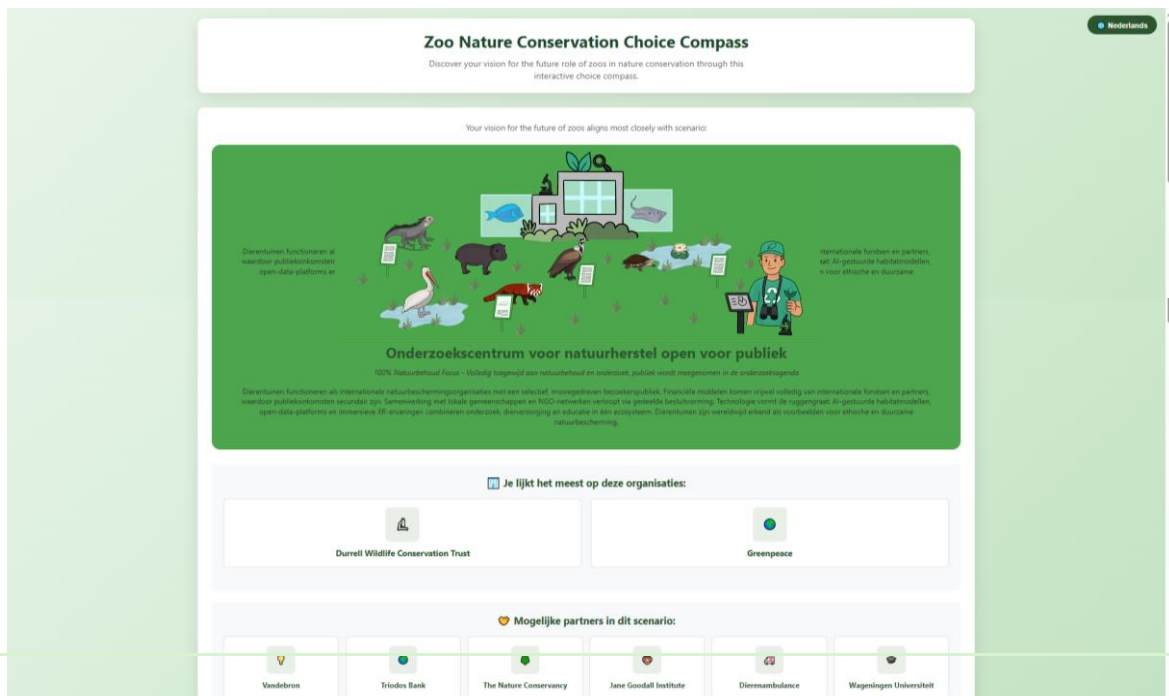 Nederlands
Zoo Nature Conservation Choice Compass
Discover your vision for the future role of zoos in nature conservation through this
interactive choice compass.
Your vision for the future of zoos aligns most closely with scenario:
Dierentuinen functioneren al
waardoor publieksinkomsten
open-data-platforms er
nternationale fondsen en partners,
aat: AI-gestuurde habitatmodellen,
n voor ethische en duurzame
Onderzoekscentrum voor natuurherstel open voor publiek
100% Natuurbehoud Focus - Volledig toegewijd aan natuurbehoud en onderzoek, publiek wordt meegenomen in de onderzoeksagenda
Dierentuinen functioneren als internationale natuurbeschermingsorganisaties met een selectief, missiegedreven bezoekerspubliek. Financiële middelen komen vrijwel volledig van internationale fondsen en partners,
waardoor publieksinkomsten secundair zijn. Samenwerking met lokale gemeenschappen en NGO-netwerken verloopt via gedeelde besluitvorming. Technologie vormt de ruggengraat: AI-gestuurde habitatmodellen,
open-data-platforms en immersieve XR-ervaringen combineren onderzoek, dierverzorging en educatie in één ecosysteem. Dierentuinen zijn wereldwijd erkend als voorbeelden voor ethische en duurzame
natuurbescherming.
Je lijkt het meest op deze organisaties:
Durrell Wildlife Conservation Trust
Greenpeace
Mogelijke partners in dit scenario:
Vandebron
Triodos Bank
The Nature Conservancy
Jane Goodall Institute
Dierenambulance
Wageningen Universiteit